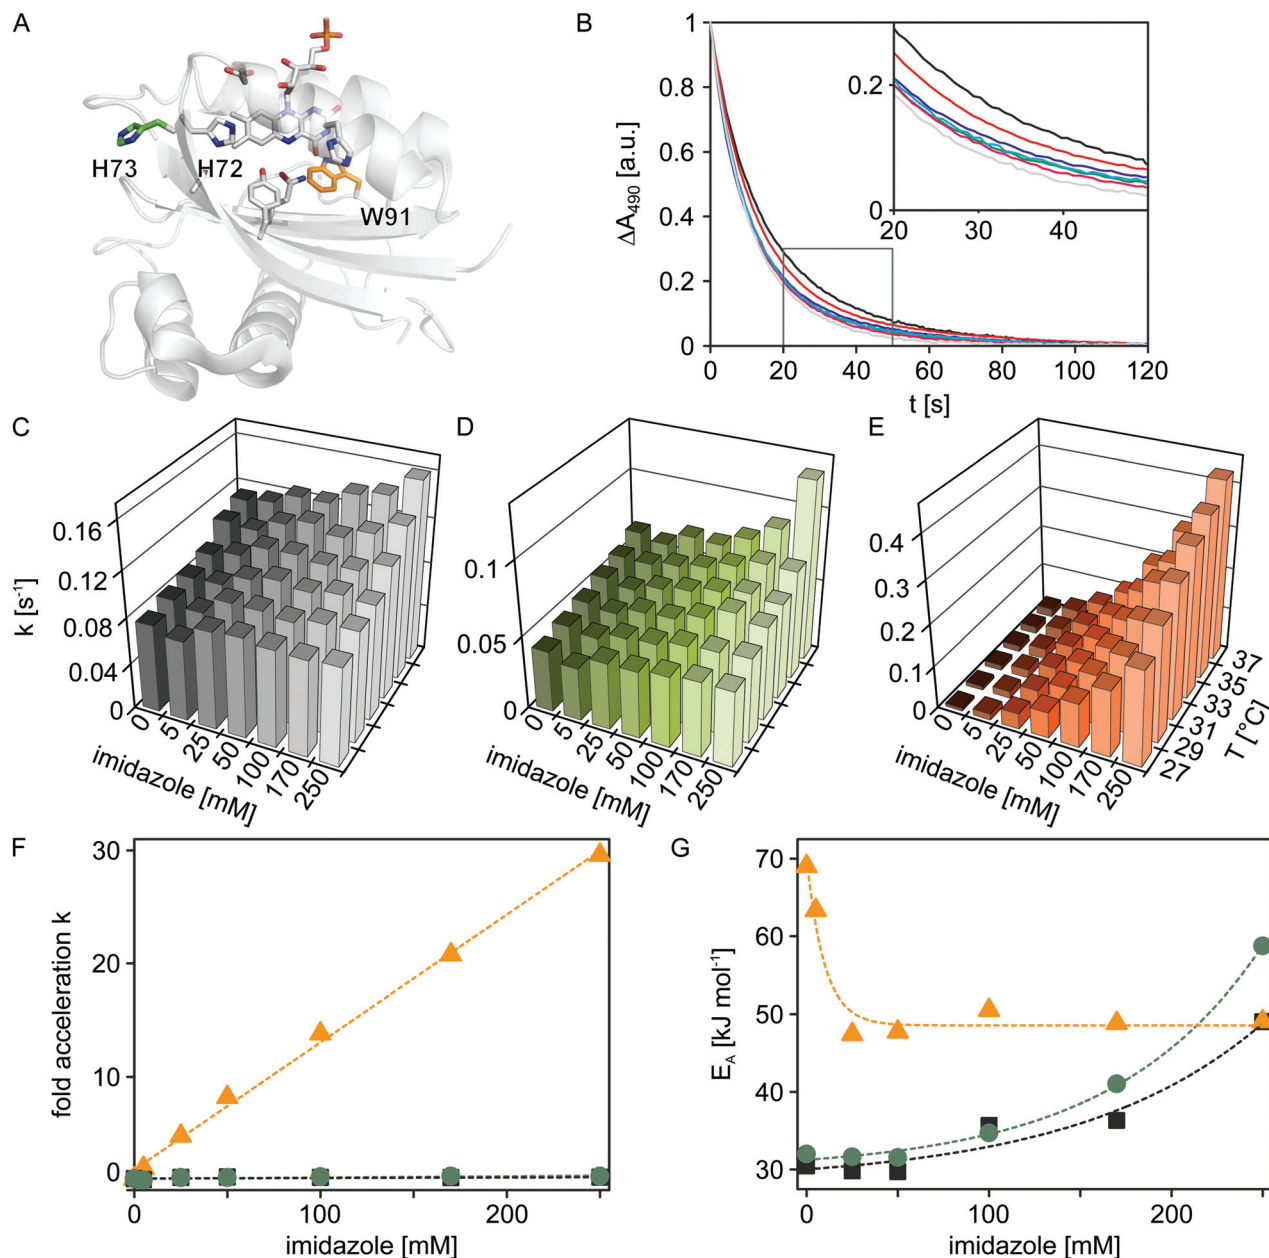 A
H73
H72
W91
B
ΔA490 [a.u.]
1
0.8
0.6
0.4
0.2
0
0 20 40 60 80 100 120
t [s]
0.2
0
20 30 40
C
k [s⁻¹]
0.16
0.12
0.08
0.04
0
0 5 25 50 100 170 250
imidazole [mM]
D
0.1
0.05
0
0 5 25 50 100 170 250
imidazole [mM]
E
0.4
0.3
0.2
0.1
0
0 5 25 50 100 170 250
imidazole [mM]
27 29 31 33 35 37
T [°C]
F
fold acceleration k
30
20
10
0
0 100 200
imidazole [mM]
G
EA [kJ mol⁻¹]
70
60
50
40
30
0 100 200
imidazole [mM]